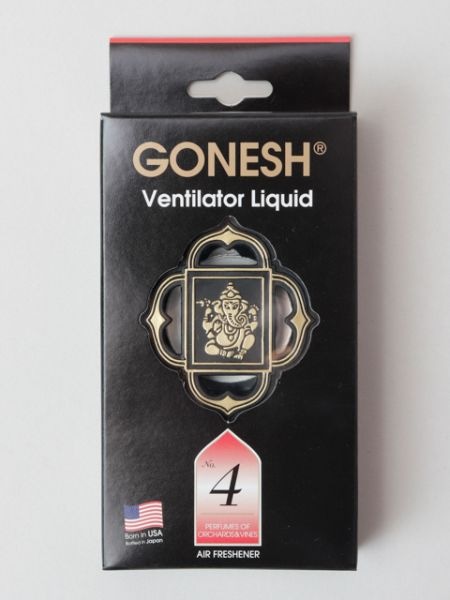 GONESH®
Ventilator Liquid
No.
4
PERFUMES OF
ORCHARDS&VINES
Born in USA
Bottled in Japan
AIR FRESHENER